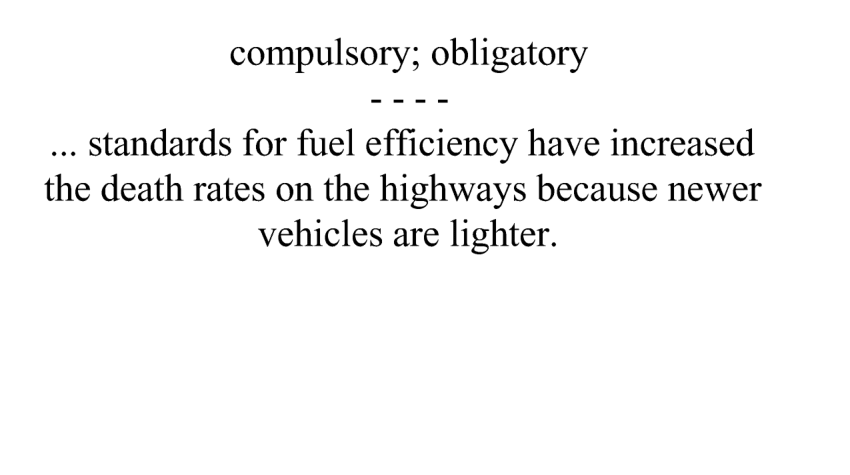 compulsory; obligatory
- - - -
... standards for fuel efficiency have increased
the death rates on the highways because newer
vehicles are lighter.